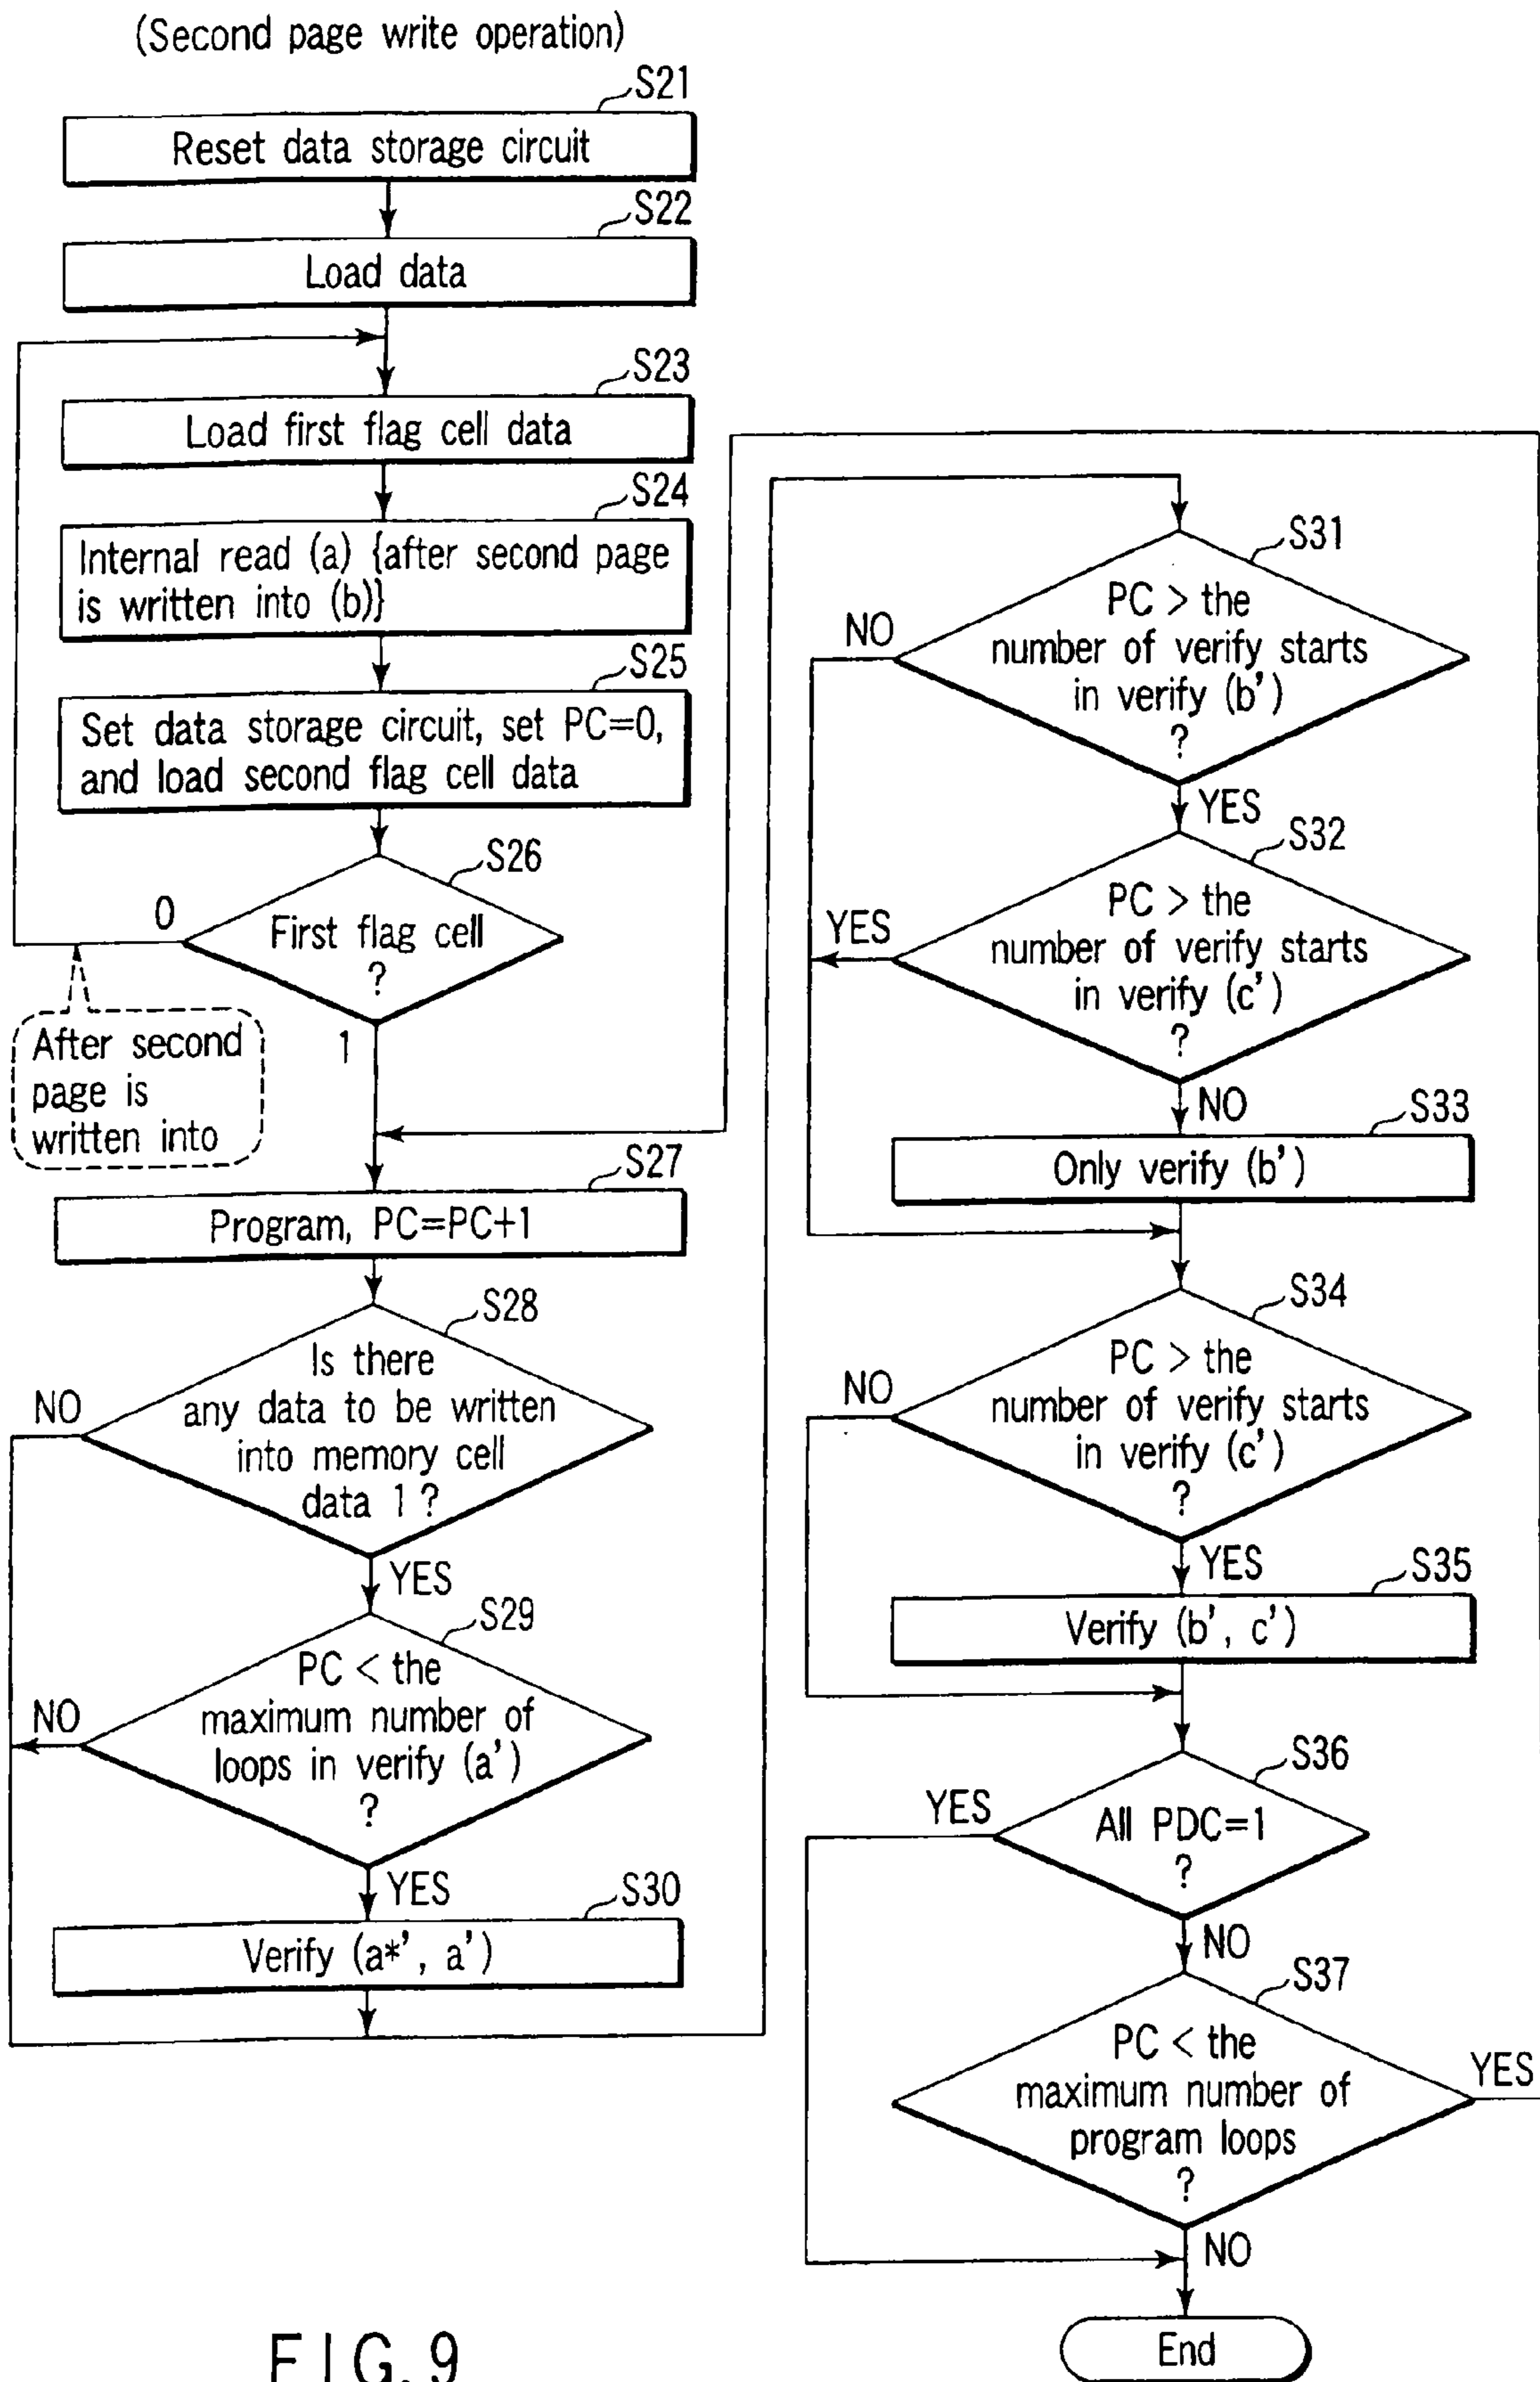 (Second page write operation)
S21
Reset data storage circuit
S22
Load data
S23
Load first flag cell data
S24
Internal read (a) {after second page
is written into (b)}
S25
Set data storage circuit, set PC=0,
and load second flag cell data
S26
0
First flag cell
?
After second
page is
written into
1
S27
Program, PC=PC+1
S28
Is there
any data to be written
into memory cell
data 1 ?
NO
YES
S29
PC < the
maximum number of
loops in verify (a')
?
NO
YES
S30
Verify (a*', a')
S31
PC > the
number of verify starts
in verify (b')
?
NO
YES
S32
PC > the
number of verify starts
in verify (c')
?
YES
NO
S33
Only verify (b')
S34
PC > the
number of verify starts
in verify (c')
?
NO
YES
S35
Verify (b', c')
S36
All PDC=1
?
YES
NO
S37
PC < the
maximum number of
program loops
?
YES
NO
End
FIG. 9